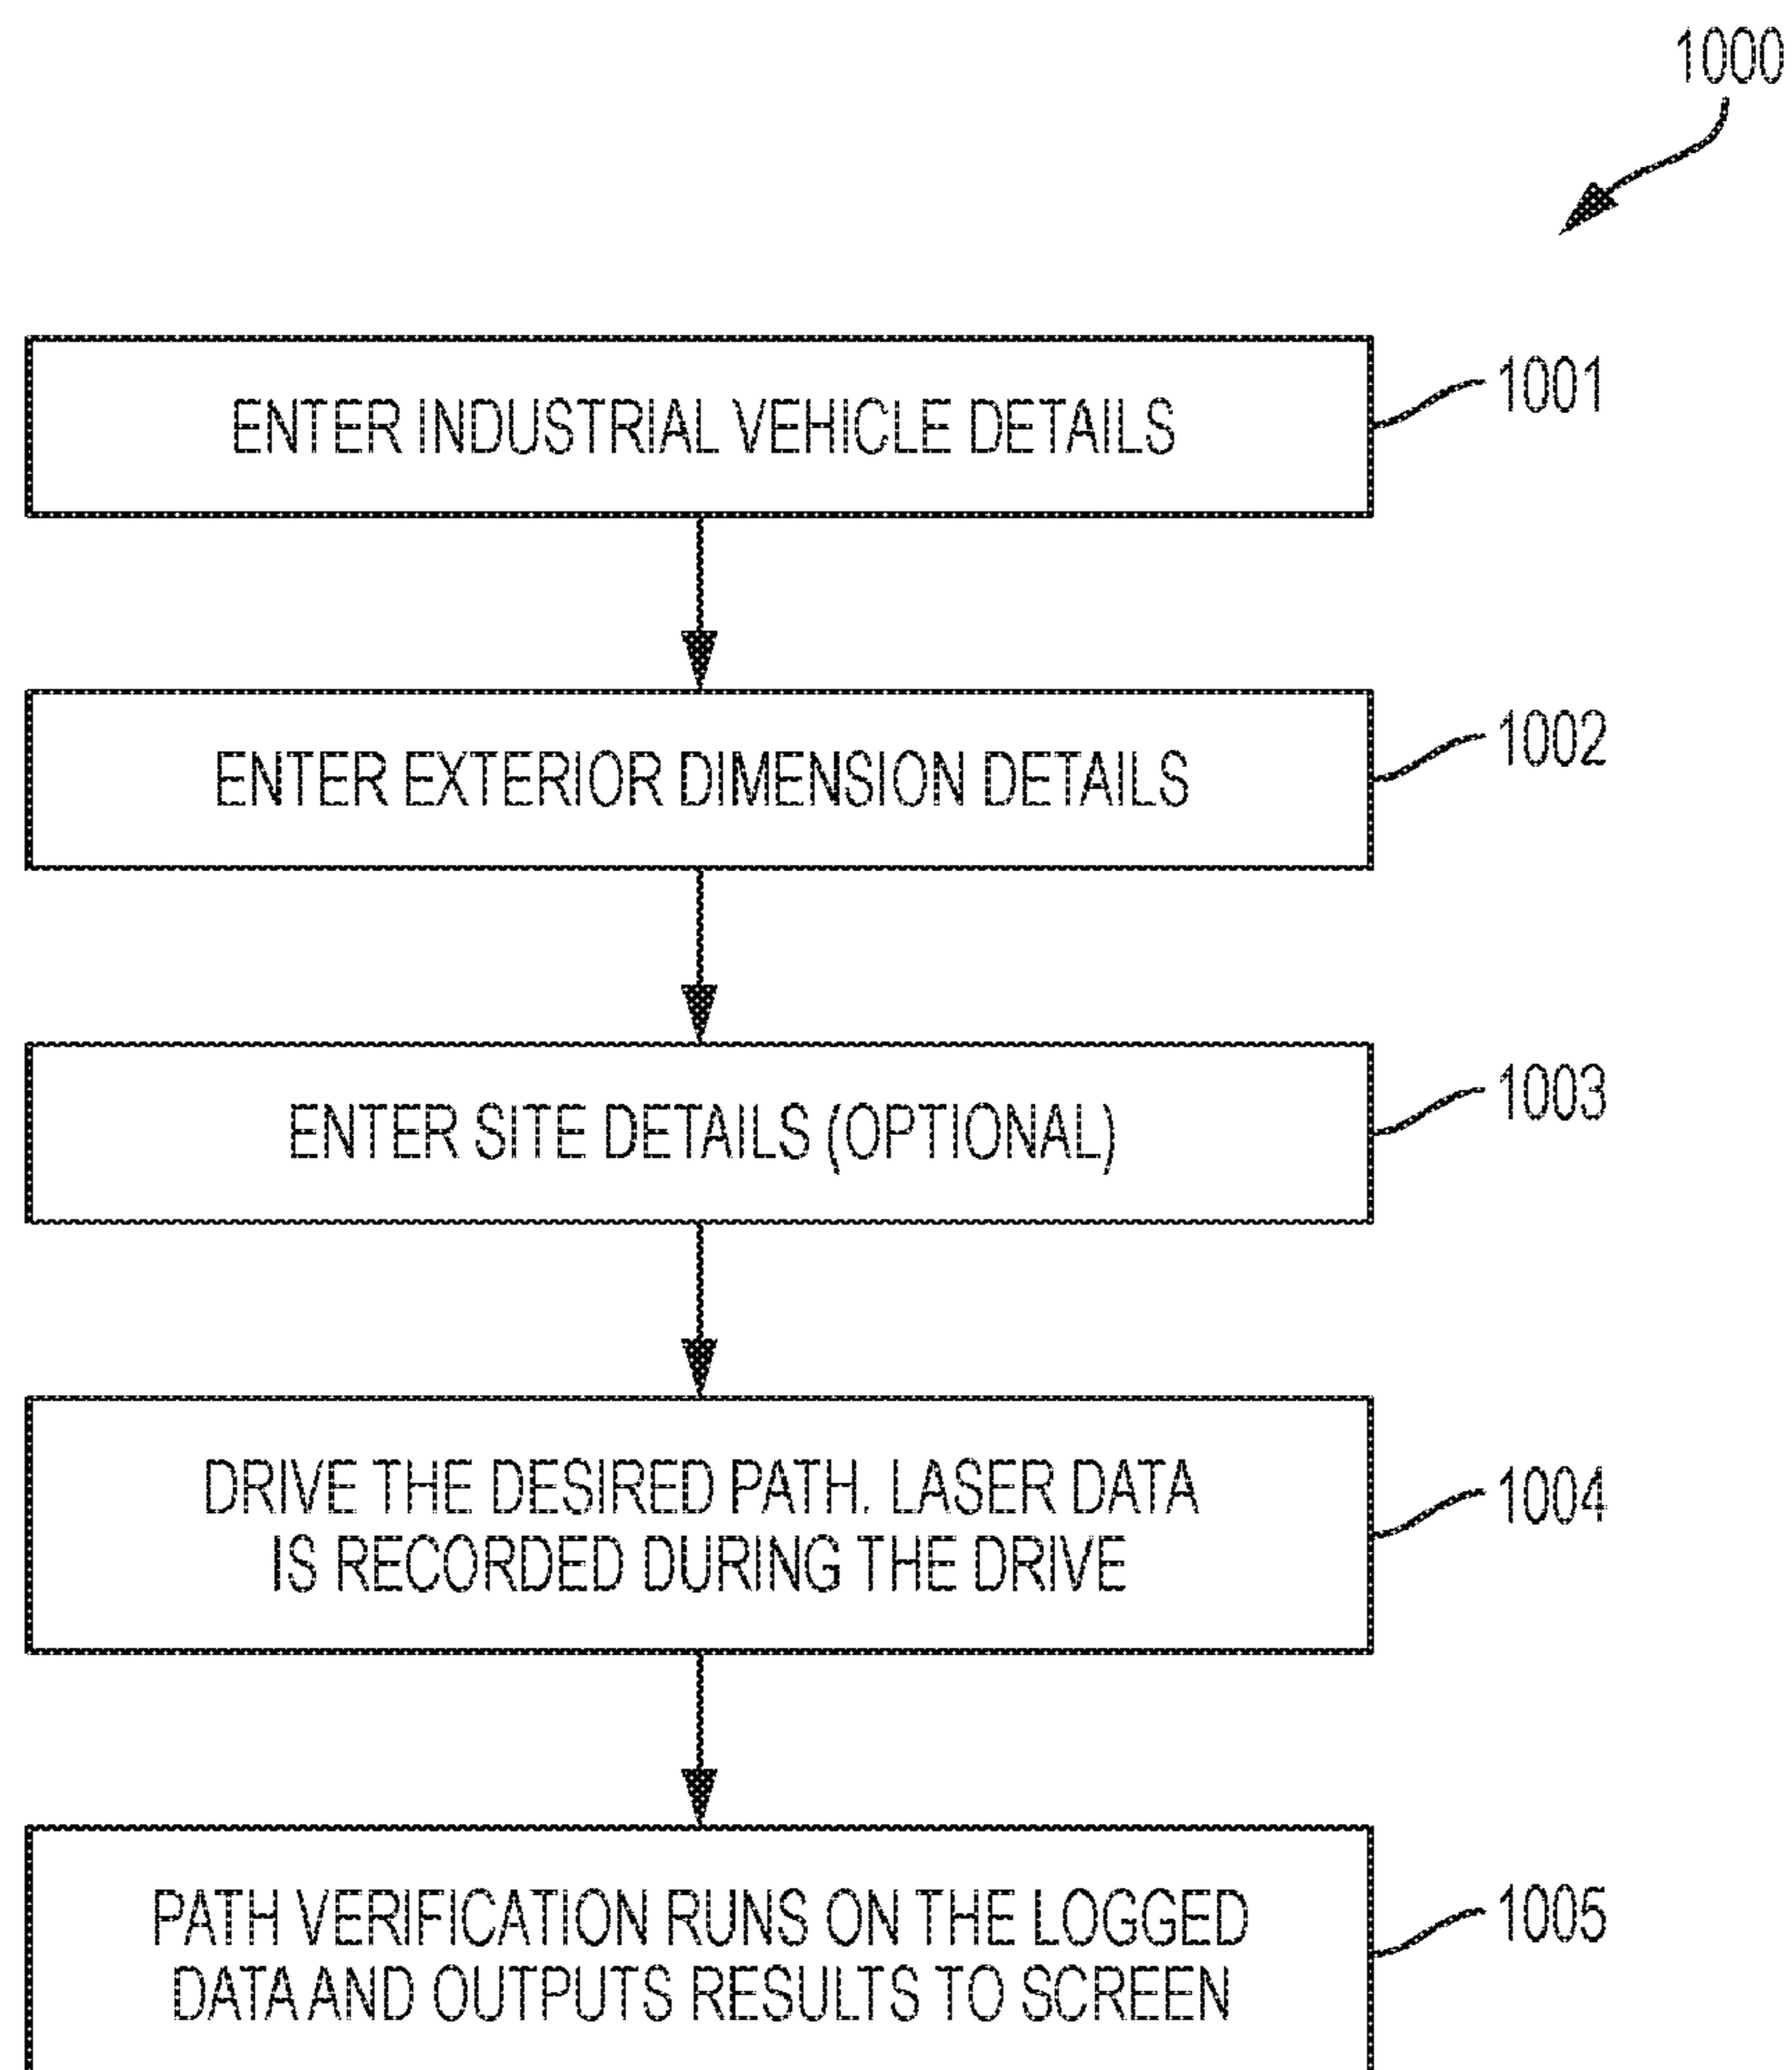 1000
ENTER INDUSTRIAL VEHICLE DETAILS
1001
ENTER EXTERIOR DIMENSION DETAILS
1002
ENTER SITE DETAILS (OPTIONAL)
1003
DRIVE THE DESIRED PATH. LASER DATA
IS RECORDED DURING THE DRIVE
1004
PATH VERIFICATION RUNS ON THE LOGGED
DATA AND OUTPUTS RESULTS TO SCREEN
1005